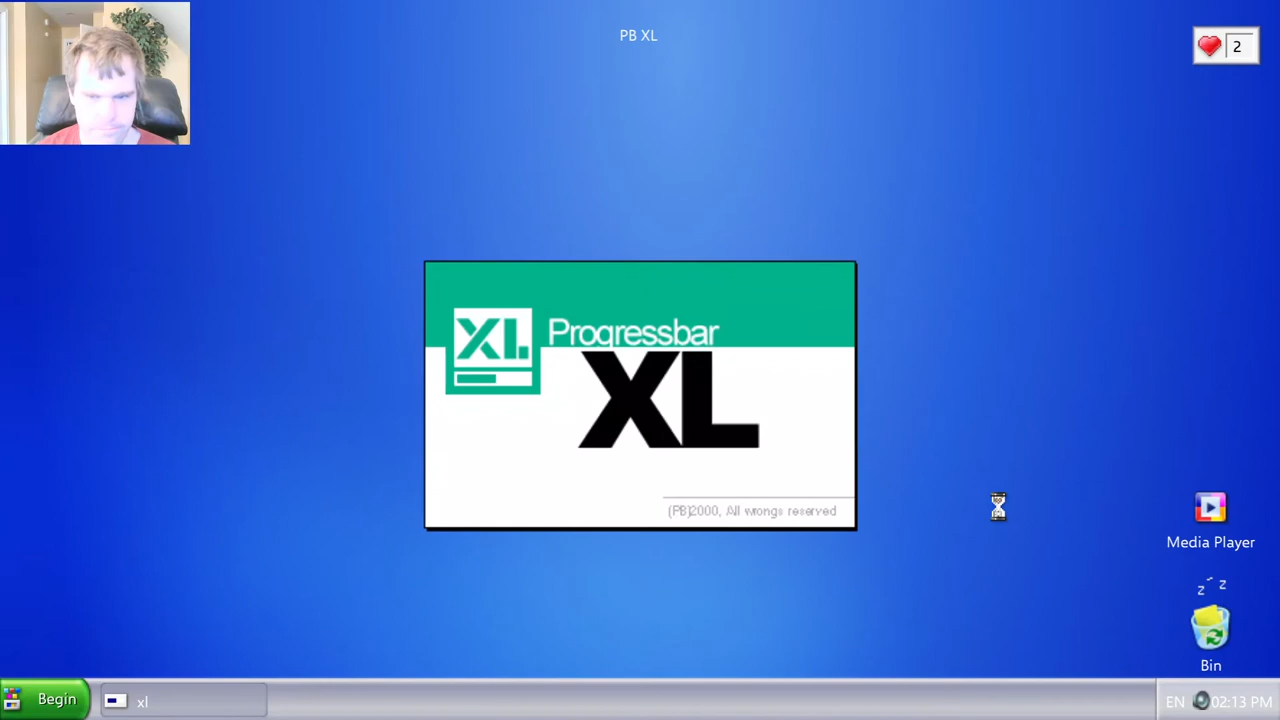 PB XL
2
XL
Progressbar
XL
(PB)2000, All wrongs reserved
Media Player
z z
Bin
Begin
xl
EN
02:13 PM